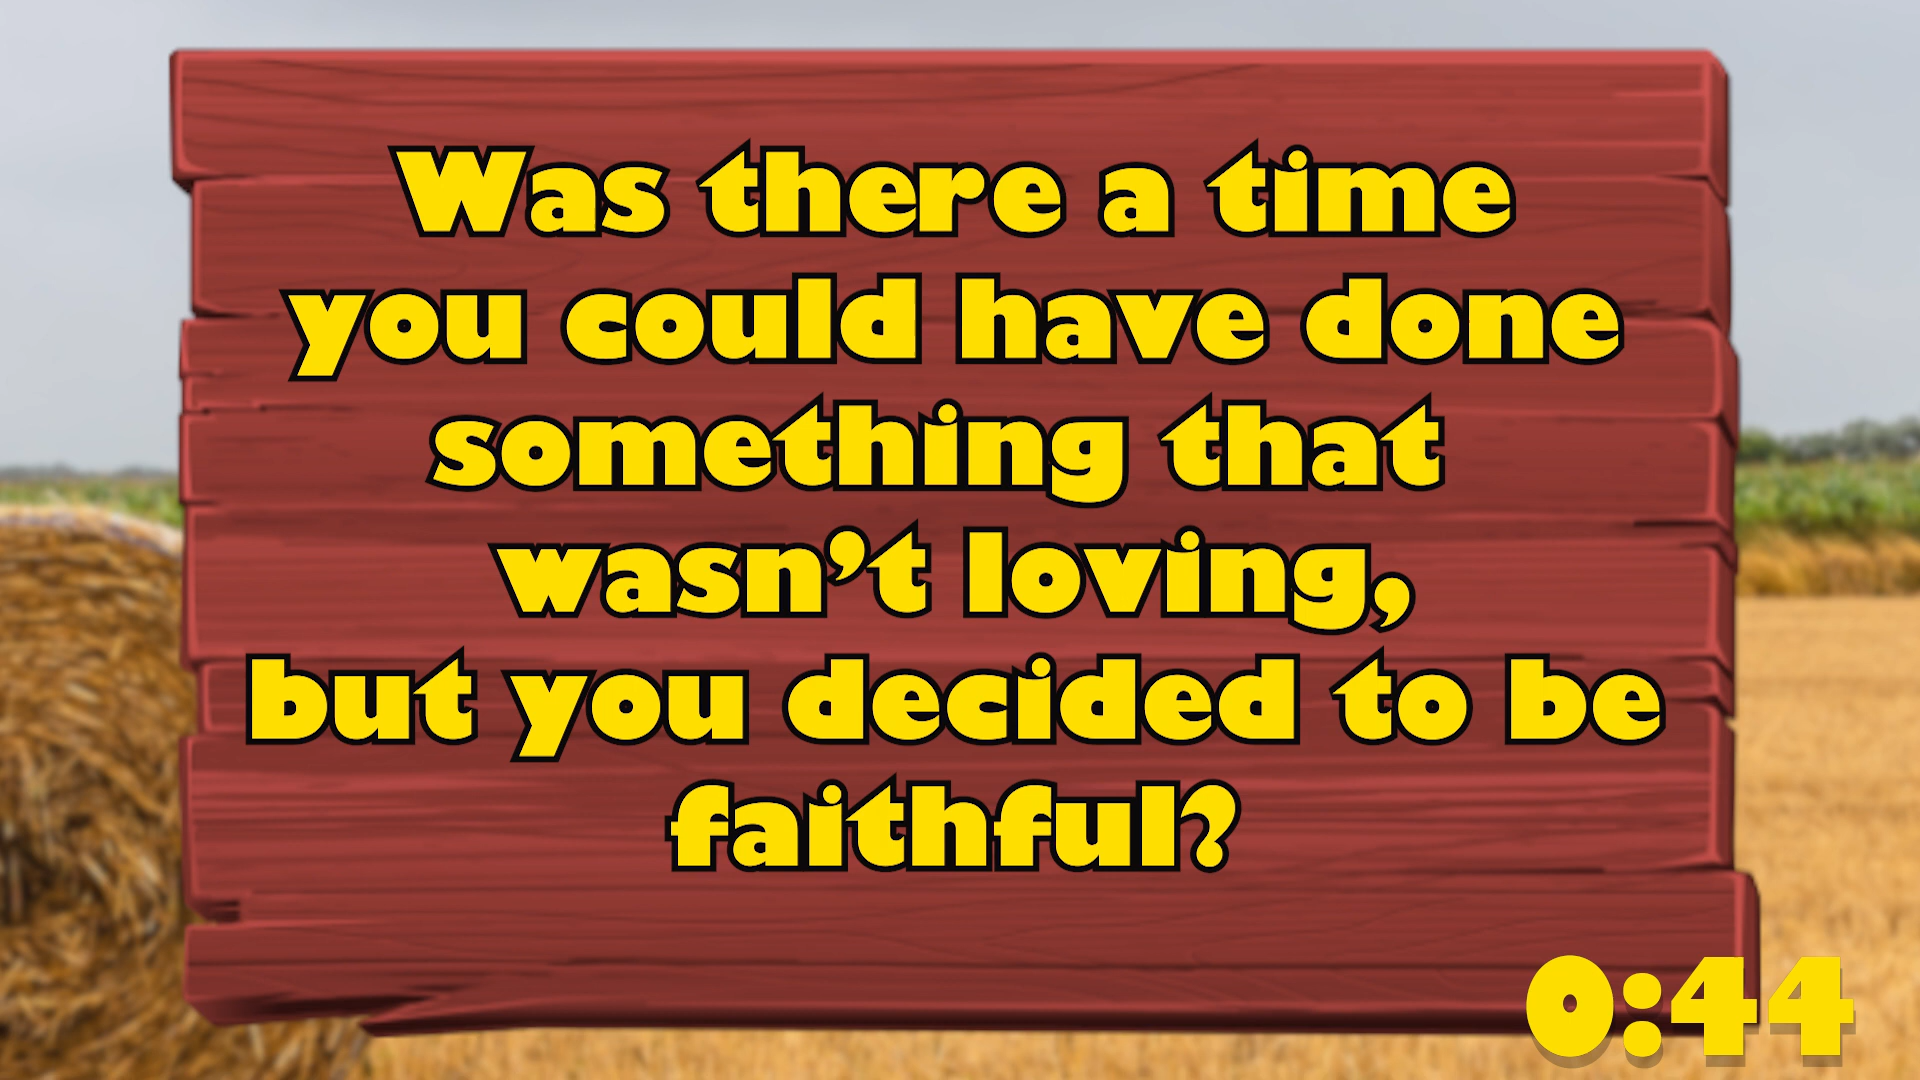 Was there a time
you could have done
something that
wasn’t loving,
but you decided to be
faithful?
0:44